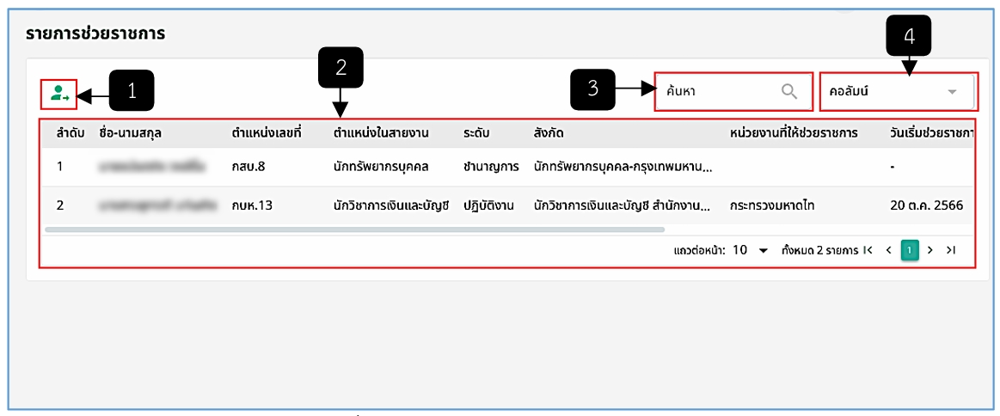 รายการช่วยราชการ
4
2
1
3
ค้นหา
คอลัมน์
ลำดับ ชื่อ-นามสกุล ตำแหน่งเลขที่ ตำแหน่งในสายงาน ระดับ สังกัด หน่วยงานที่ให้ช่วยราชการ วันเริ่มช่วยราชกา
1 กสบ.8 นักทรัพยากรบุคคล ชำนาญการ นักทรัพยากรบุคคล-กรุงเทพมหาน... -
2 กบห.13 นักวิชาการเงินและบัญชี ปฏิบัติงาน นักวิชาการเงินและบัญชี สำนักงาน... กระทรวงมหาดไท 20 ต.ค. 2566
แถวต่อหน้า: 10 ทั้งหมด 2 รายการ 1